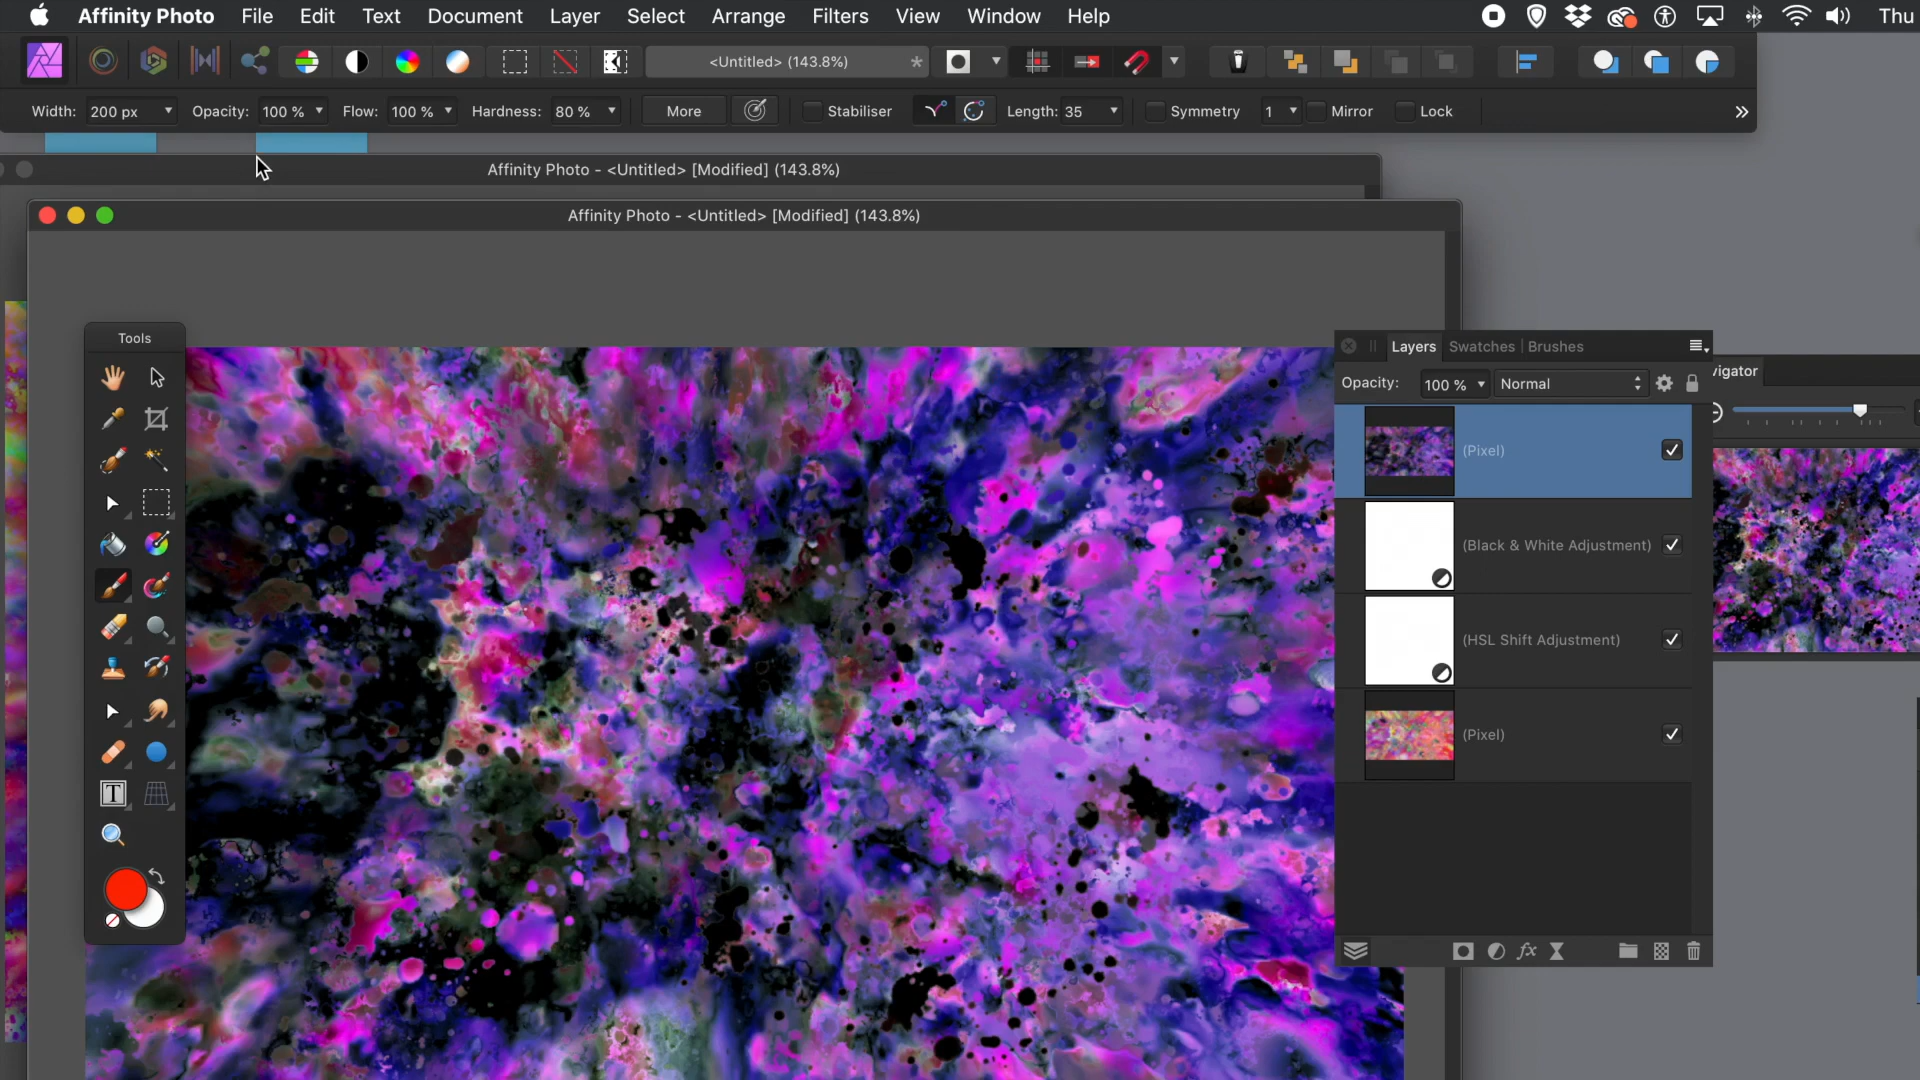 Affinity Photo File Edit Text Document Layer Select Arrange Filters View Window Help Thu
<Untitled> (143.8%) *
Width: 200 px Opacity: 100 % Flow: 100 % Hardness: 80 % More Stabiliser Length: 35 Symmetry 1 Mirror Lock
Affinity Photo - <Untitled> [Modified] (143.8%)
Affinity Photo - <Untitled> [Modified] (143.8%)
Tools
Layers Swatches Brushes
vigator
Opacity: 100 % Normal
(Pixel)
(Black & White Adjustment)
(HSL Shift Adjustment)
(Pixel)